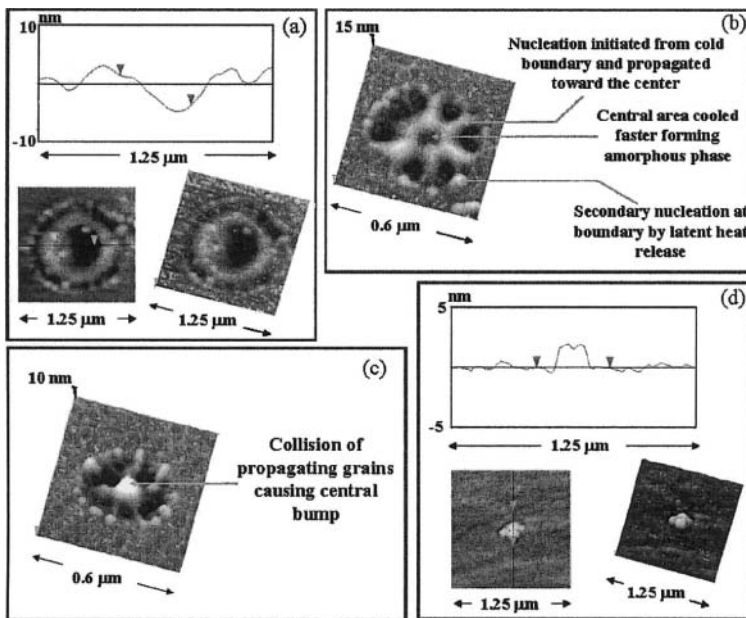 10
nm
(a)
-10
1.25 μm
1.25 μm
1.25 μm
(b)
15 nm
Nucleation initiated from cold
boundary and propagated
toward the center
Central area cooled
faster forming
amorphous phase
Secondary nucleation at
boundary by latent heat
release
0.6 μm
(c)
10 nm
Collision of
propagating grains
causing central
bump
0.6 μm
(d)
nm
5
-5
1.25 μm
1.25 μm
1.25 μm